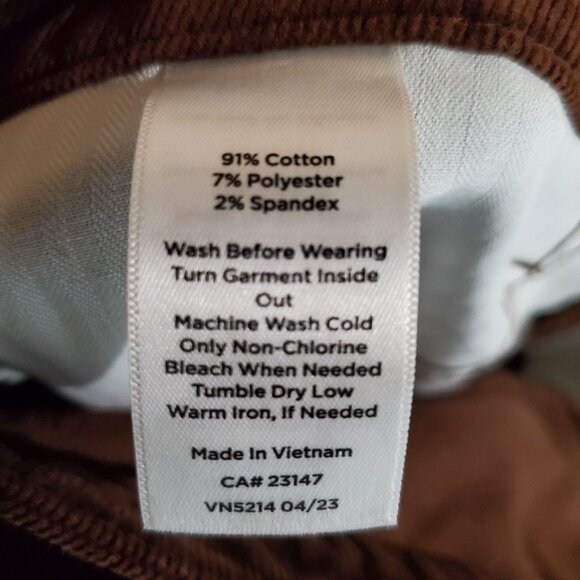 91% Cotton
7% Polyester
2% Spandex
Wash Before Wearing
Turn Garment Inside
Out
Machine Wash Cold
Only Non-Chlorine
Bleach When Needed
Tumble Dry Low
Warm Iron, If Needed
Made In Vietnam
CA# 23147
VN5214 04/23